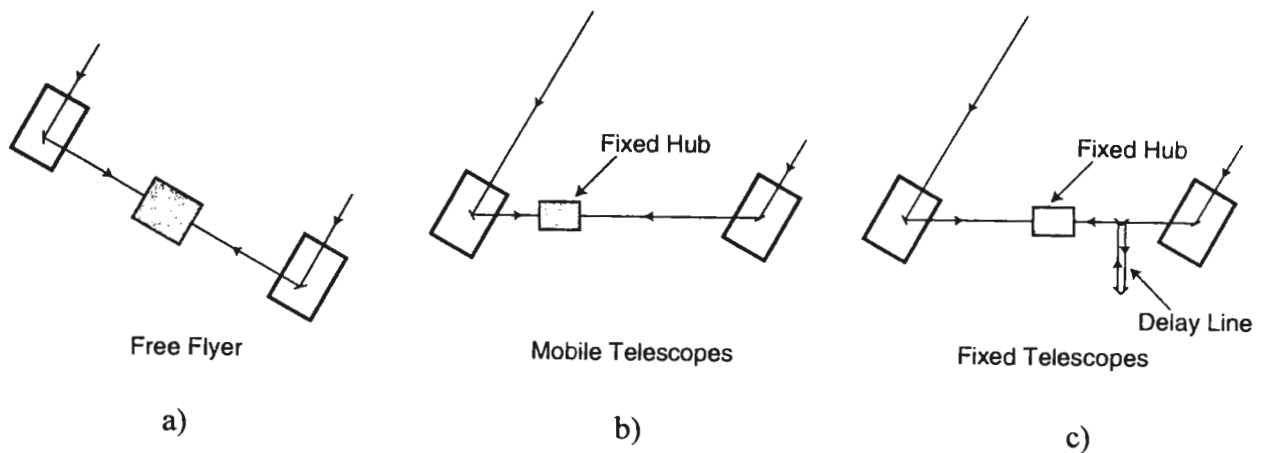 Fixed Hub
Fixed Hub
Delay Line
Free Flyer
Mobile Telescopes
Fixed Telescopes
a)
b)
c)